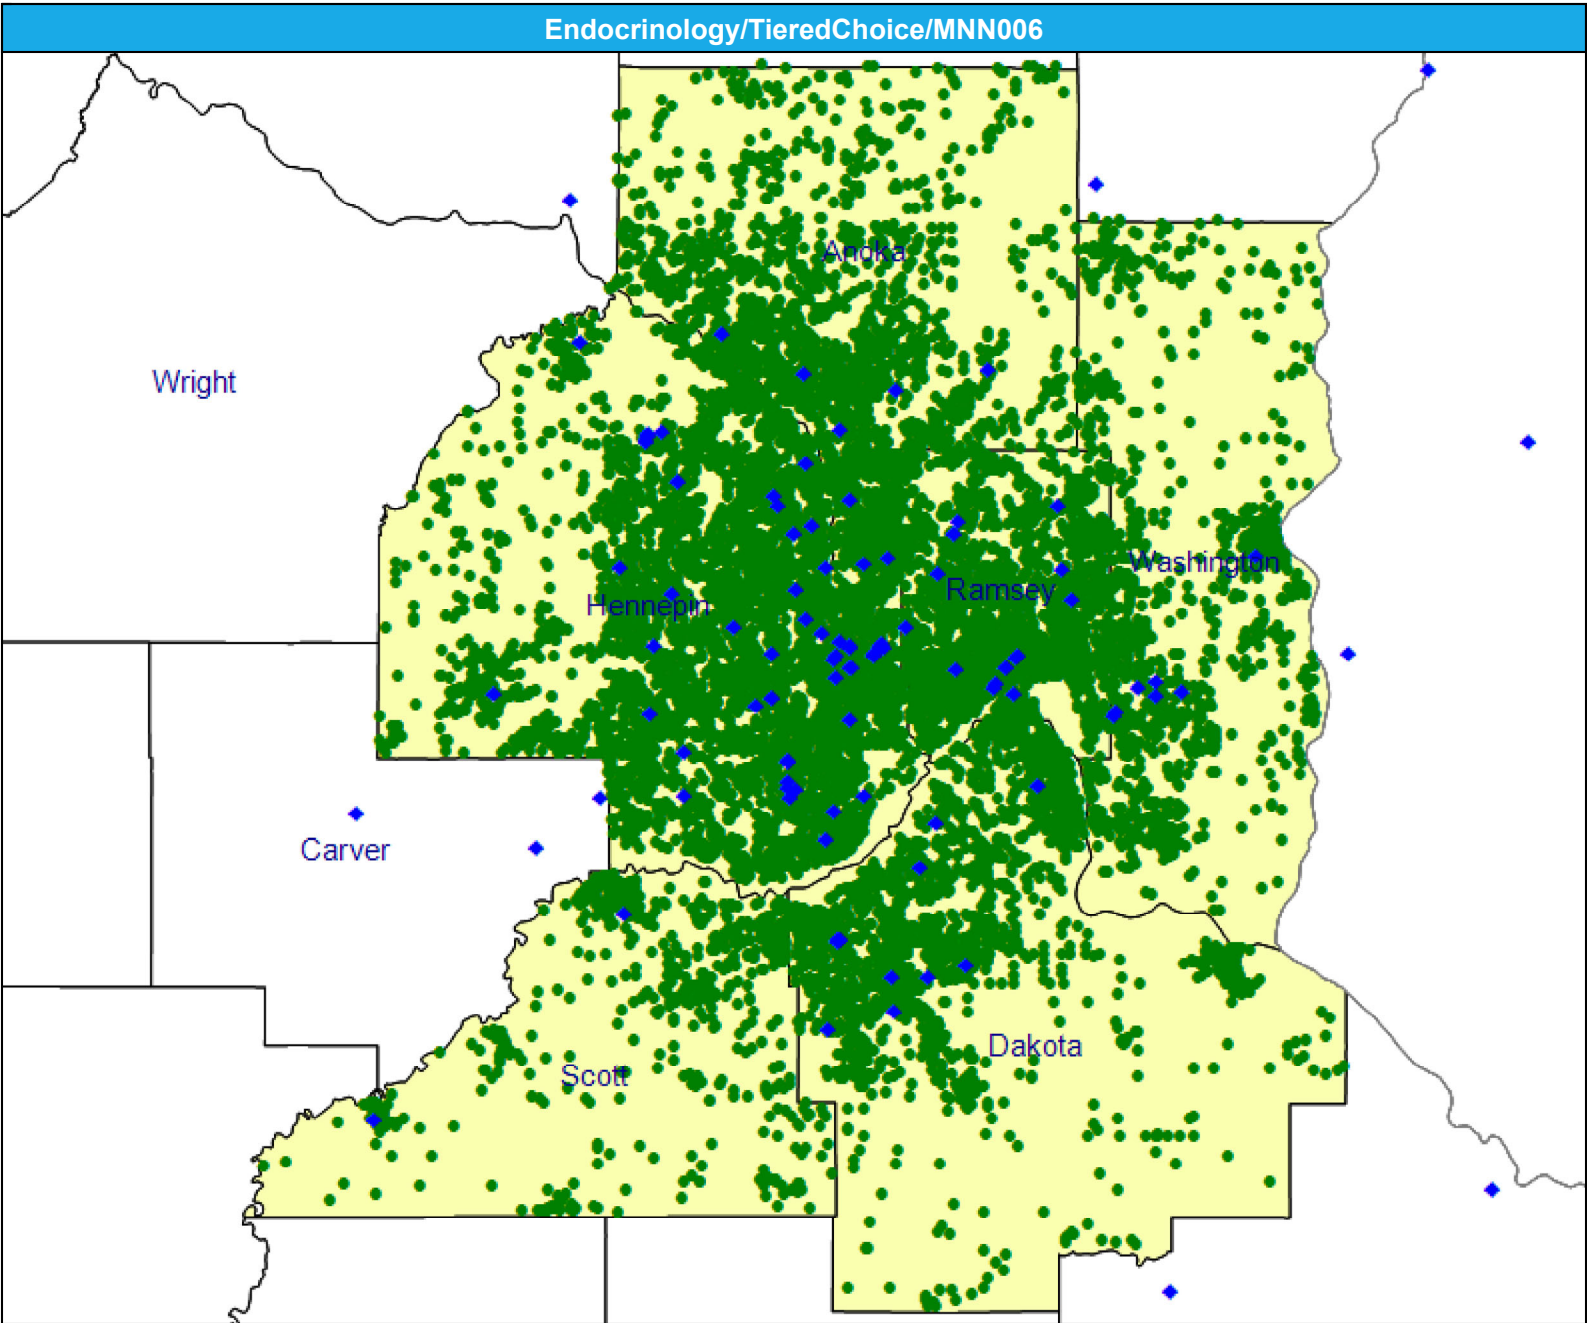 Endocrinology/TieredChoice/MNN006
Anoka
Wright
Washington
Ramsey
Hennepin
Carver
Dakota
Scott